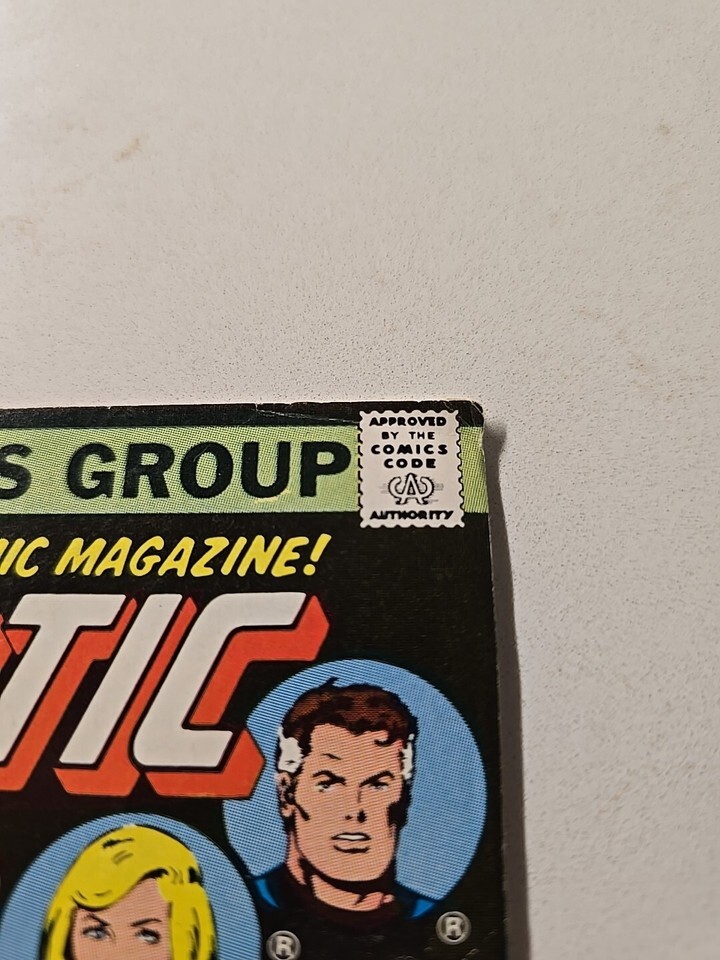 S GROUP
APPROVED
BY THE
COMICS
CODE
CA
AUTHORITY
IC MAGAZINE!
TIC
®
®